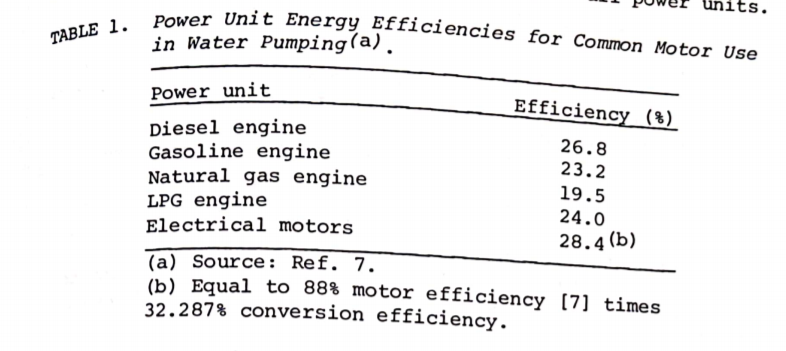 power units.
TABLE 1. Power Unit Energy Efficiencies for Common Motor Use
in Water Pumping(a).
Power unit Efficiency (%)
Diesel engine 26.8
Gasoline engine 23.2
Natural gas engine 19.5
LPG engine 24.0
Electrical motors 28.4(b)
(a) Source: Ref. 7.
(b) Equal to 88% motor efficiency [7] times
32.287% conversion efficiency.